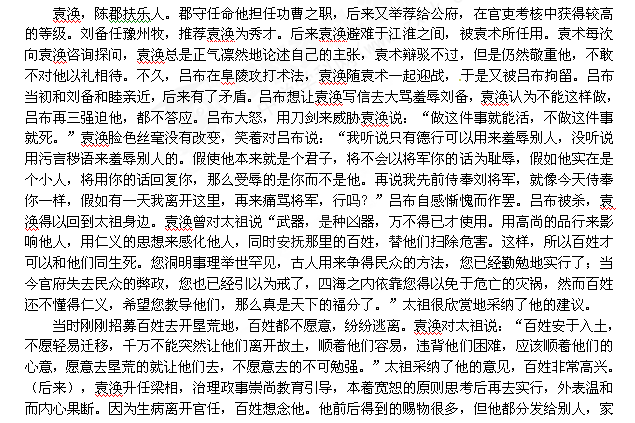 袁涣，陈郡扶乐人。郡守任命他担任功曹之职，后来又举荐给公府，在官吏考核中获得较高
的等级。刘备任豫州牧，推荐袁涣为秀才。后来袁涣避难于江淮之间，被袁术所任用。袁术每次
向袁涣咨询探问，袁涣总是正气凛然地论述自己的主张，袁术辩驳不过，但是仍然敬重他，不敢
不对他以礼相待。不久，吕布在阜陵攻打术法，袁涣随袁术一起迎战，于是又被吕布拘留。吕布
当初和刘备和睦亲近，后来有了矛盾。吕布想让袁涣写信去大骂羞辱刘备，袁涣认为不能这样做，
吕布再三强迫他，都不答应。吕布大怒，用刀剑来威胁袁涣说：“做这件事就能活，不做这件事
就死。”袁涣脸色丝毫没有改变，笑着对吕布说：“我听说只有德行可以用来羞辱别人，没听说
用污言秽语来羞辱别人的。假使他本来就是个君子，将不会以将军你的话为耻辱，假如他实在是
个小人，将用你的话回复你，那么受辱的是你而不是他。再说我先前侍奉刘将军，就像今天侍奉
你一样，假如有一天我离开这里，再来痛骂将军，行吗？”吕布自感惭愧而作罢。吕布被杀，袁
涣得以回到太祖身边。袁涣曾对太祖说“武器，是种凶器，万不得已才使用。用高尚的品行来影
响他人，用仁义的思想来感化他人，同时安抚那里的百姓，替他们扫除危害。这样，所以百姓才
可以和他们同生死。您洞明事理举世罕见，古人用来争得民众的方法，您已经勤勉地实行了；当
今官府失去民众的弊政，您也已经引以为戒了，四海之内依靠您得以免于危亡的灾祸，然而百姓
还不懂得仁义，希望您教导他们，那么真是天下的福分了。”太祖很欣赏地采纳了他的建议。
当时刚刚招募百姓去开垦荒地，百姓都不愿意，纷纷逃离。袁涣对太祖说：“百姓安于入土，
不愿轻易迁移，千万不能突然让他们离开故土，顺着他们容易，违背他们困难，应该顺着他们的
心意，愿意去垦荒的就让他们去，不愿意去的不可勉强。”太祖采纳了他的意见，百姓非常高兴。
（后来），袁涣升任梁相，治理政事崇尚教育引导，本着宽恕的原则思考后再去实行，外表温和
而内心果断。因为生病离开官任，百姓想念他。他前后得到的赐物很多，但他都分发给别人，家